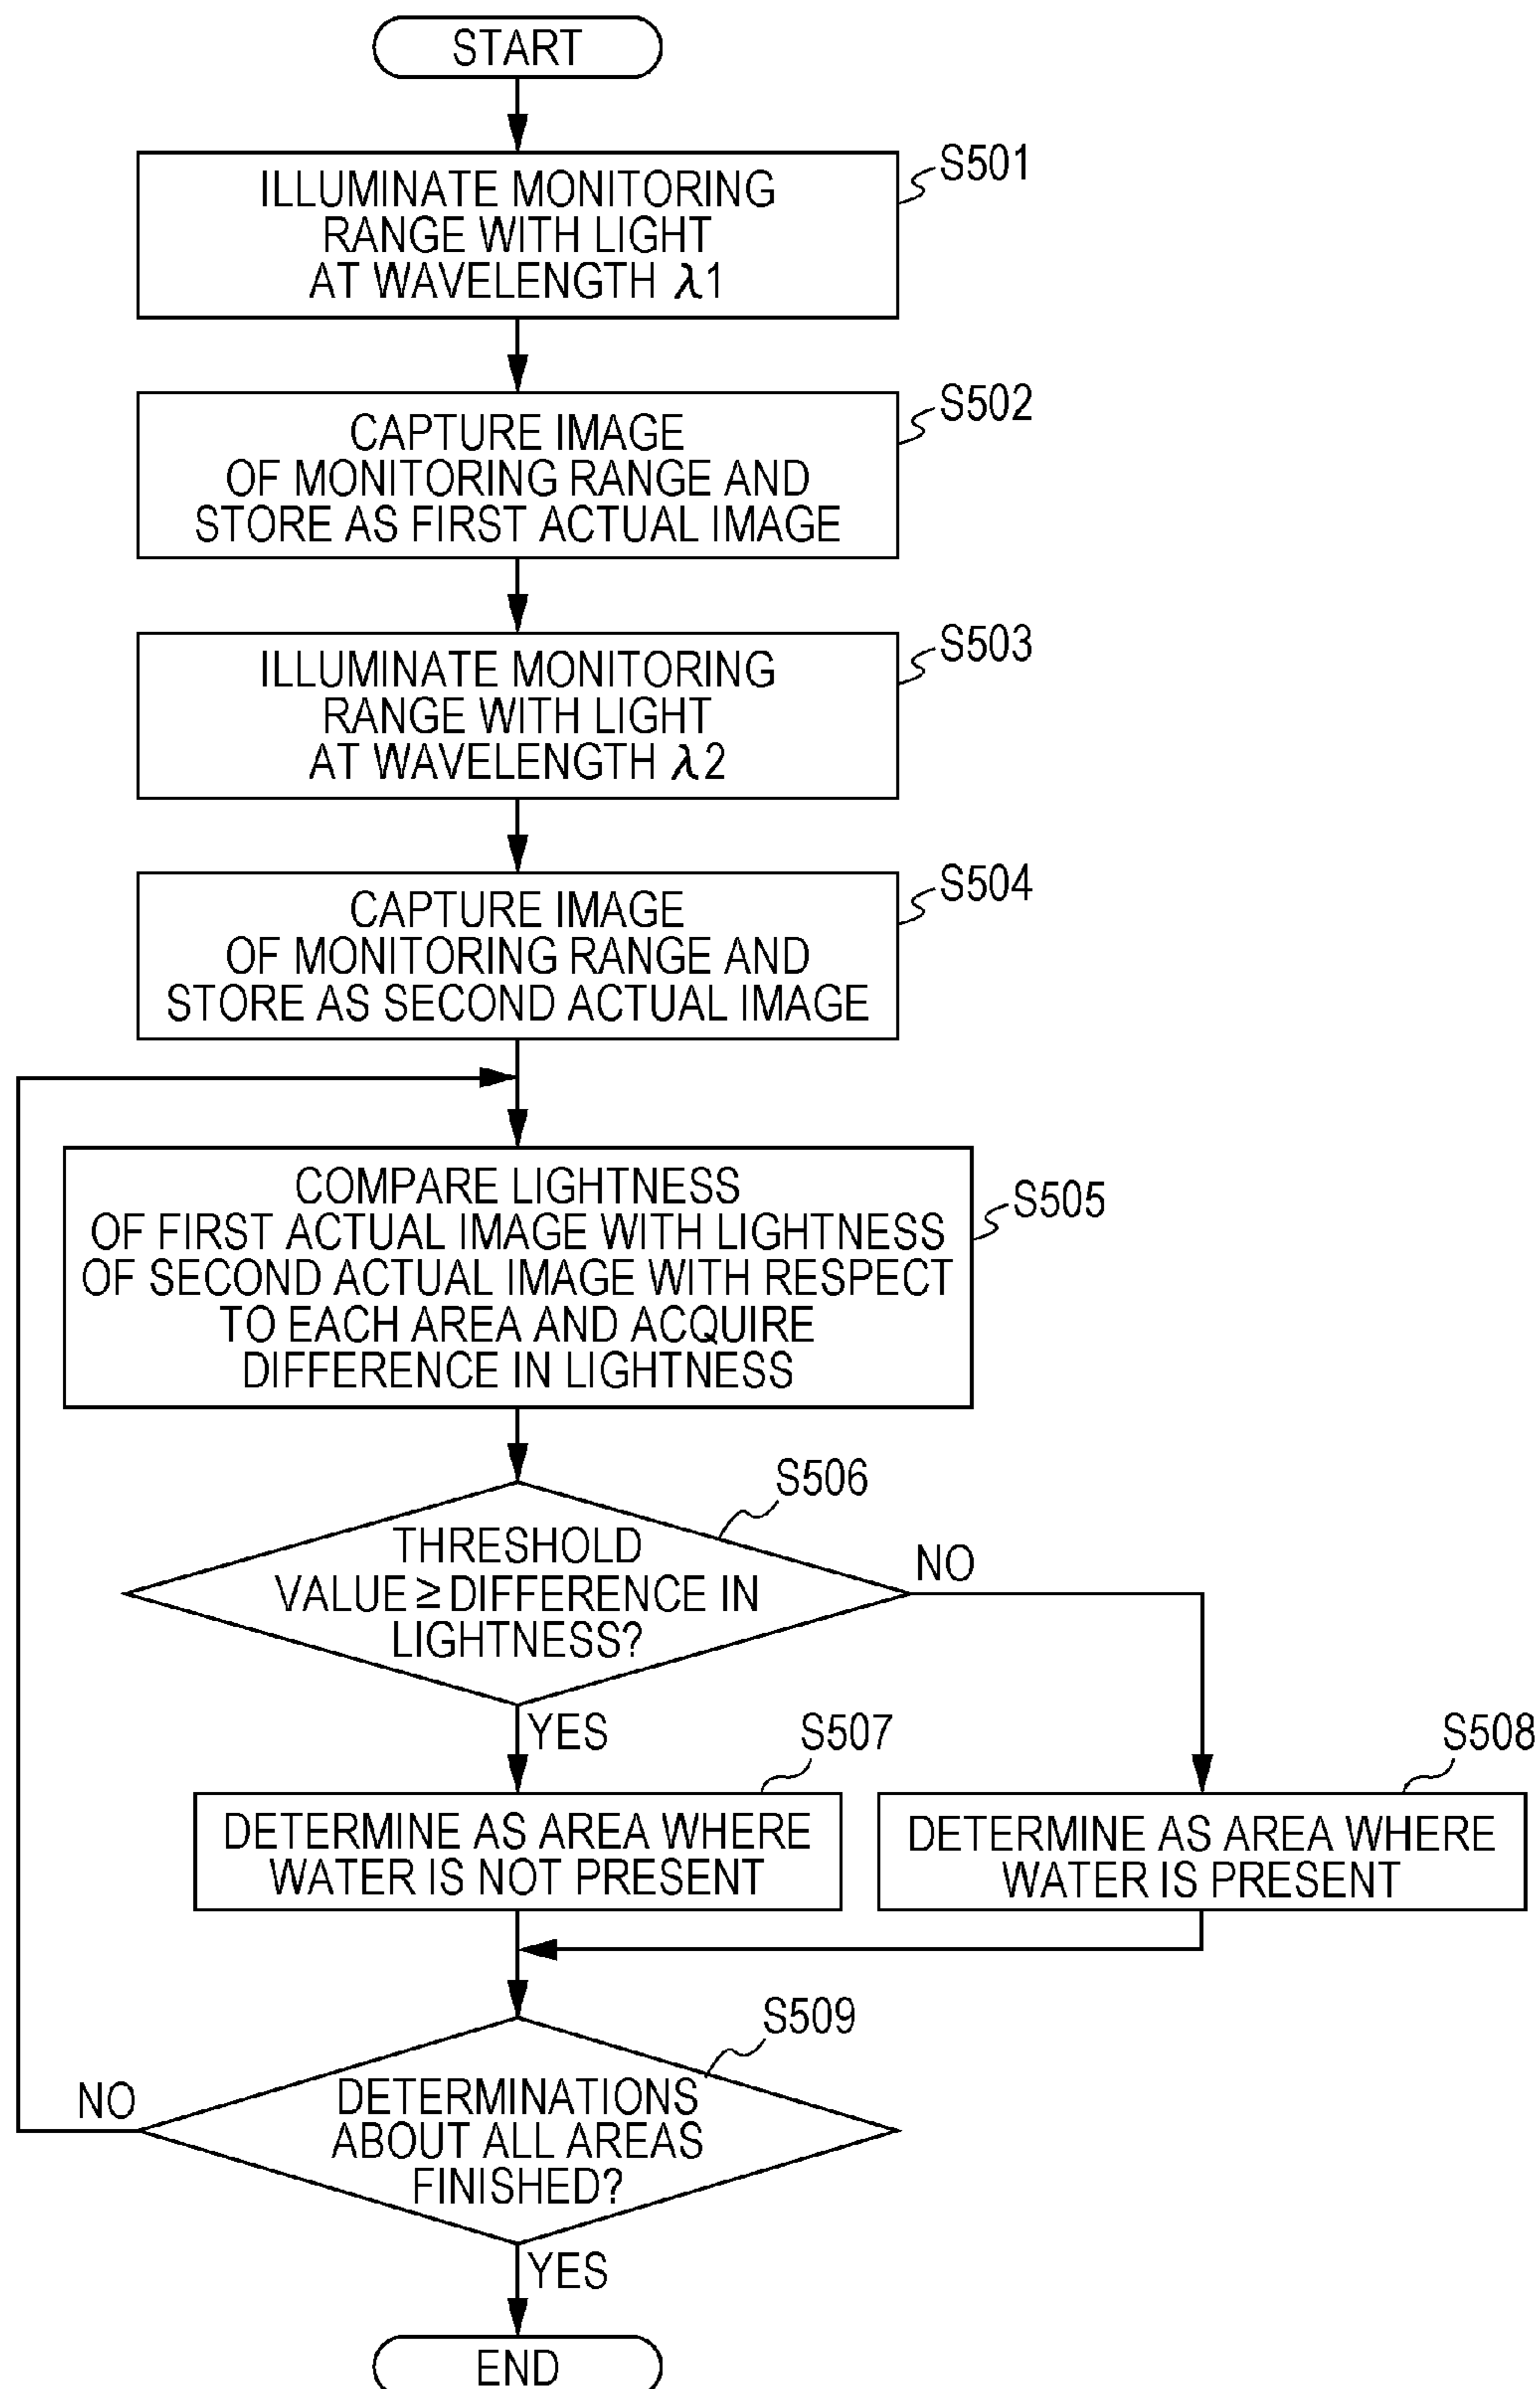 START
S501
ILLUMINATE MONITORING
RANGE WITH LIGHT
AT WAVELENGTH λ1
S502
CAPTURE IMAGE
OF MONITORING RANGE AND
STORE AS FIRST ACTUAL IMAGE
S503
ILLUMINATE MONITORING
RANGE WITH LIGHT
AT WAVELENGTH λ2
S504
CAPTURE IMAGE
OF MONITORING RANGE AND
STORE AS SECOND ACTUAL IMAGE
S505
COMPARE LIGHTNESS
OF FIRST ACTUAL IMAGE WITH LIGHTNESS
OF SECOND ACTUAL IMAGE WITH RESPECT
TO EACH AREA AND ACQUIRE
DIFFERENCE IN LIGHTNESS
S506
THRESHOLD
VALUE ≥ DIFFERENCE IN
LIGHTNESS?
NO
YES
S507
DETERMINE AS AREA WHERE
WATER IS NOT PRESENT
S508
DETERMINE AS AREA WHERE
WATER IS PRESENT
S509
DETERMINATIONS
ABOUT ALL AREAS
FINISHED?
NO
YES
END